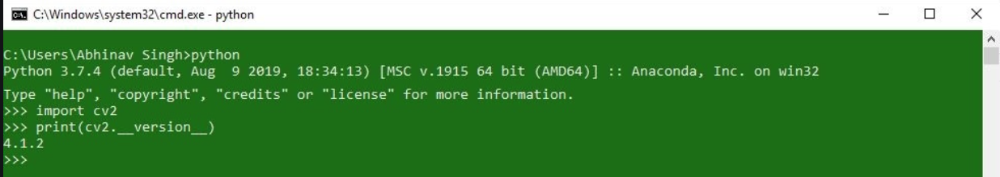 C:\Windows\system32\cmd.exe - python
C:\Users\Abhinav Singh>python
Python 3.7.4 (default, Aug  9 2019, 18:34:13) [MSC v.1915 64 bit (AMD64)] :: Anaconda, Inc. on win32
Type "help", "copyright", "credits" or "license" for more information.
>>> import cv2
>>> print(cv2.__version__)
4.1.2
>>>